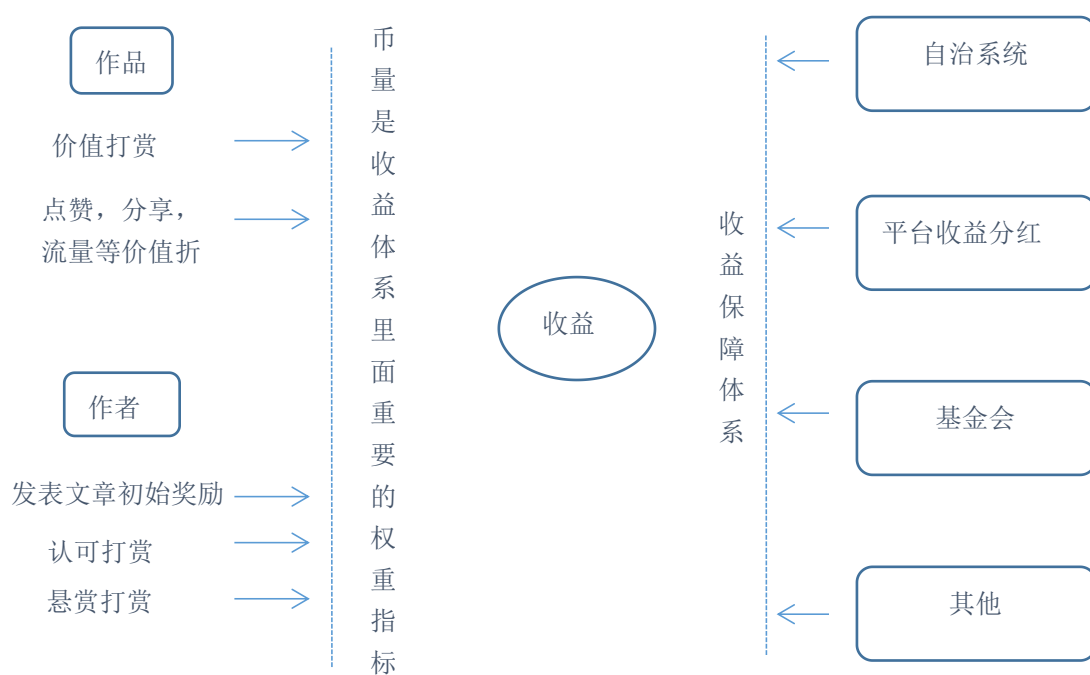 作品
价值打赏
点赞，分享，
流量等价值折
作者
发表文章初始奖励
认可打赏
悬赏打赏
币量是收益体系里面重要的权重指标
收益
收益保障体系
自治系统
平台收益分红
基金会
其他